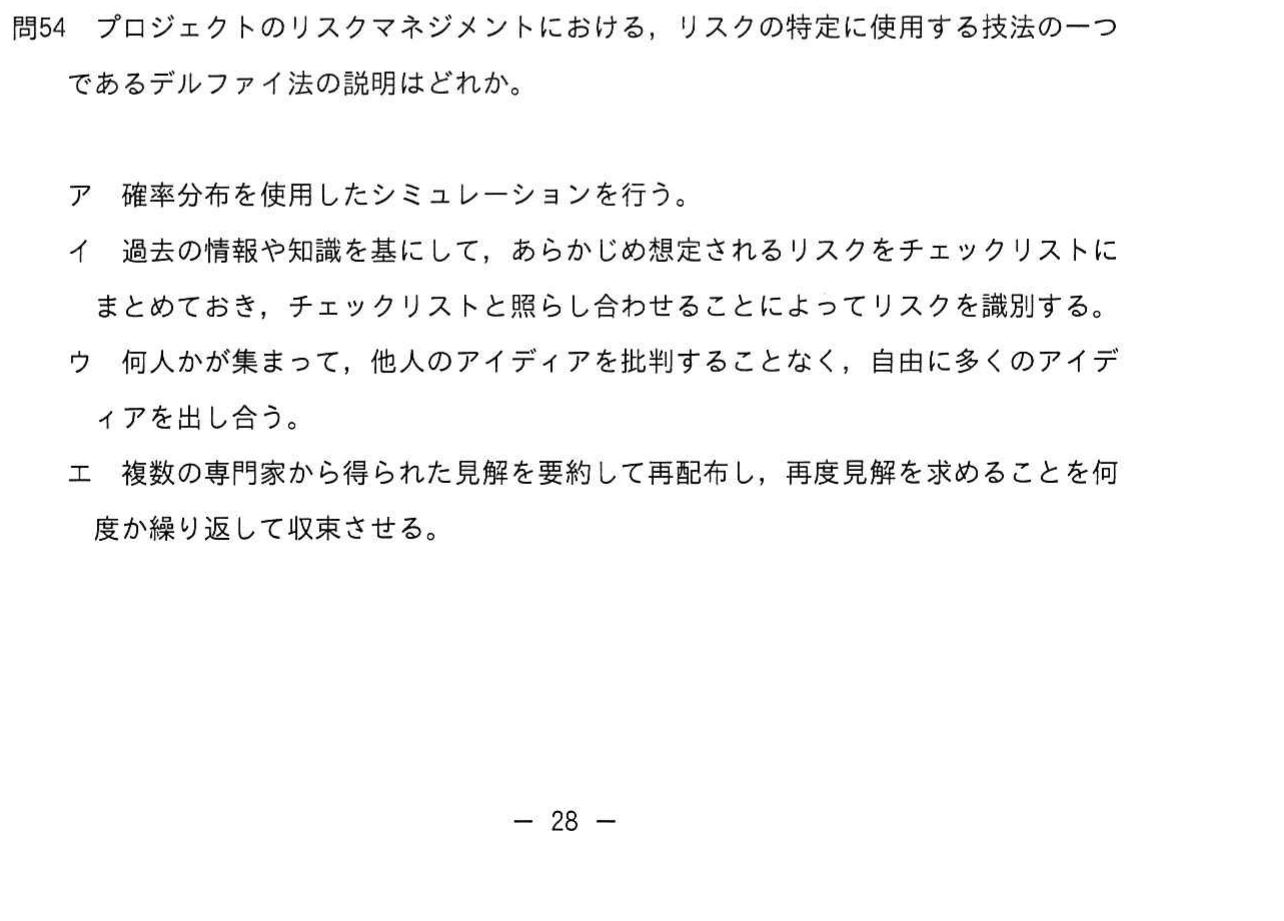 問54　プロジェクトのリスクマネジメントにおける，リスクの特定に使用する技法の一つ
であるデルファイ法の説明はどれか。
ア　確率分布を使用したシミュレーションを行う。
イ　過去の情報や知識を基にして，あらかじめ想定されるリスクをチェックリストに
まとめておき，チェックリストと照らし合わせることによってリスクを識別する。
ウ　何人かが集まって，他人のアイディアを批判することなく，自由に多くのアイデ
ィアを出し合う。
エ　複数の専門家から得られた見解を要約して再配布し，再度見解を求めることを何
度か繰り返して収束させる。
－ 28 －